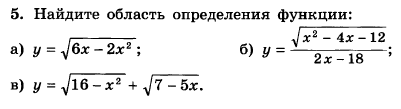 5. Найдите область определения функции:
а) y = √(6x − 2x²); б) y = √(x² − 4x − 12) / (2x − 18);
в) y = √(16 − x²) + √(7 − 5x).